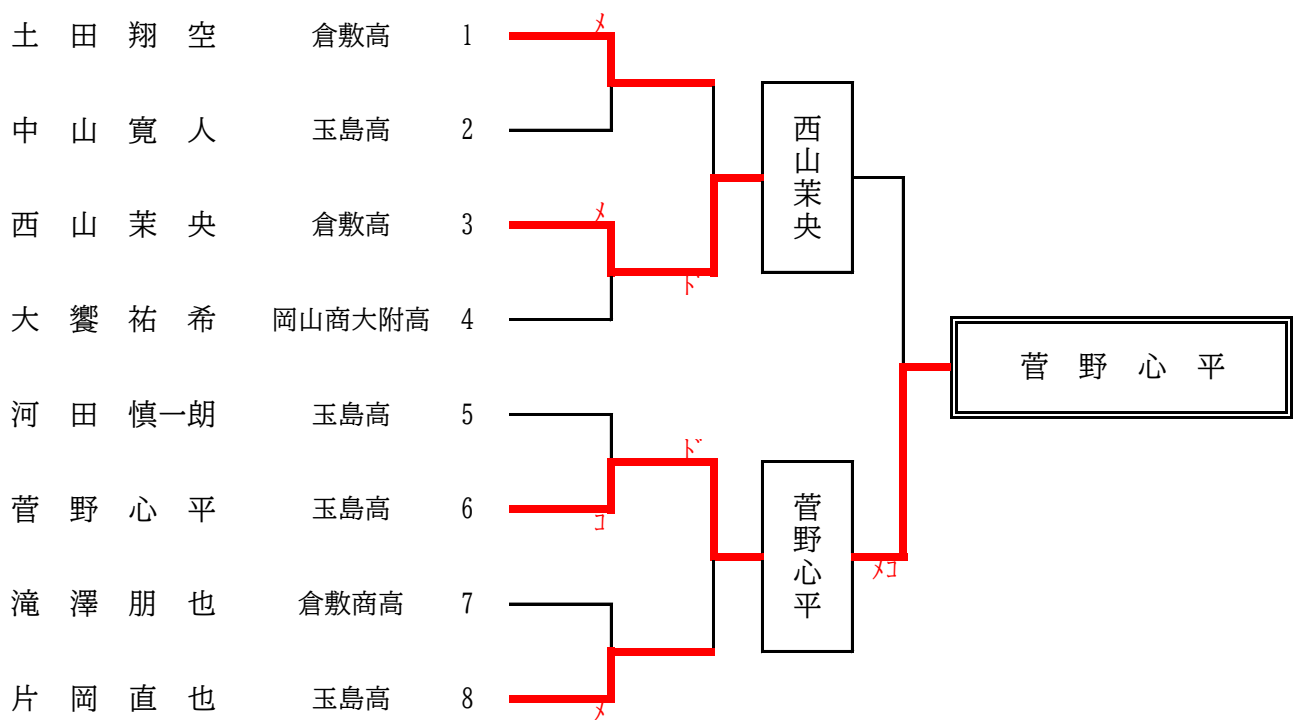 メ
土 田 翔 空 倉敷高 1
中 山 寛 人 玉島高 2
西山茉央
メ
西 山 茉 央 倉敷高 3
ド
大 饗 祐 希 岡山商大附高 4
菅 野 心 平
河 田 慎一朗 玉島高 5
ド
菅 野 心 平 玉島高 6
コ
菅野心平
メコ
滝 澤 朋 也 倉敷商高 7
片 岡 直 也 玉島高 8
メ